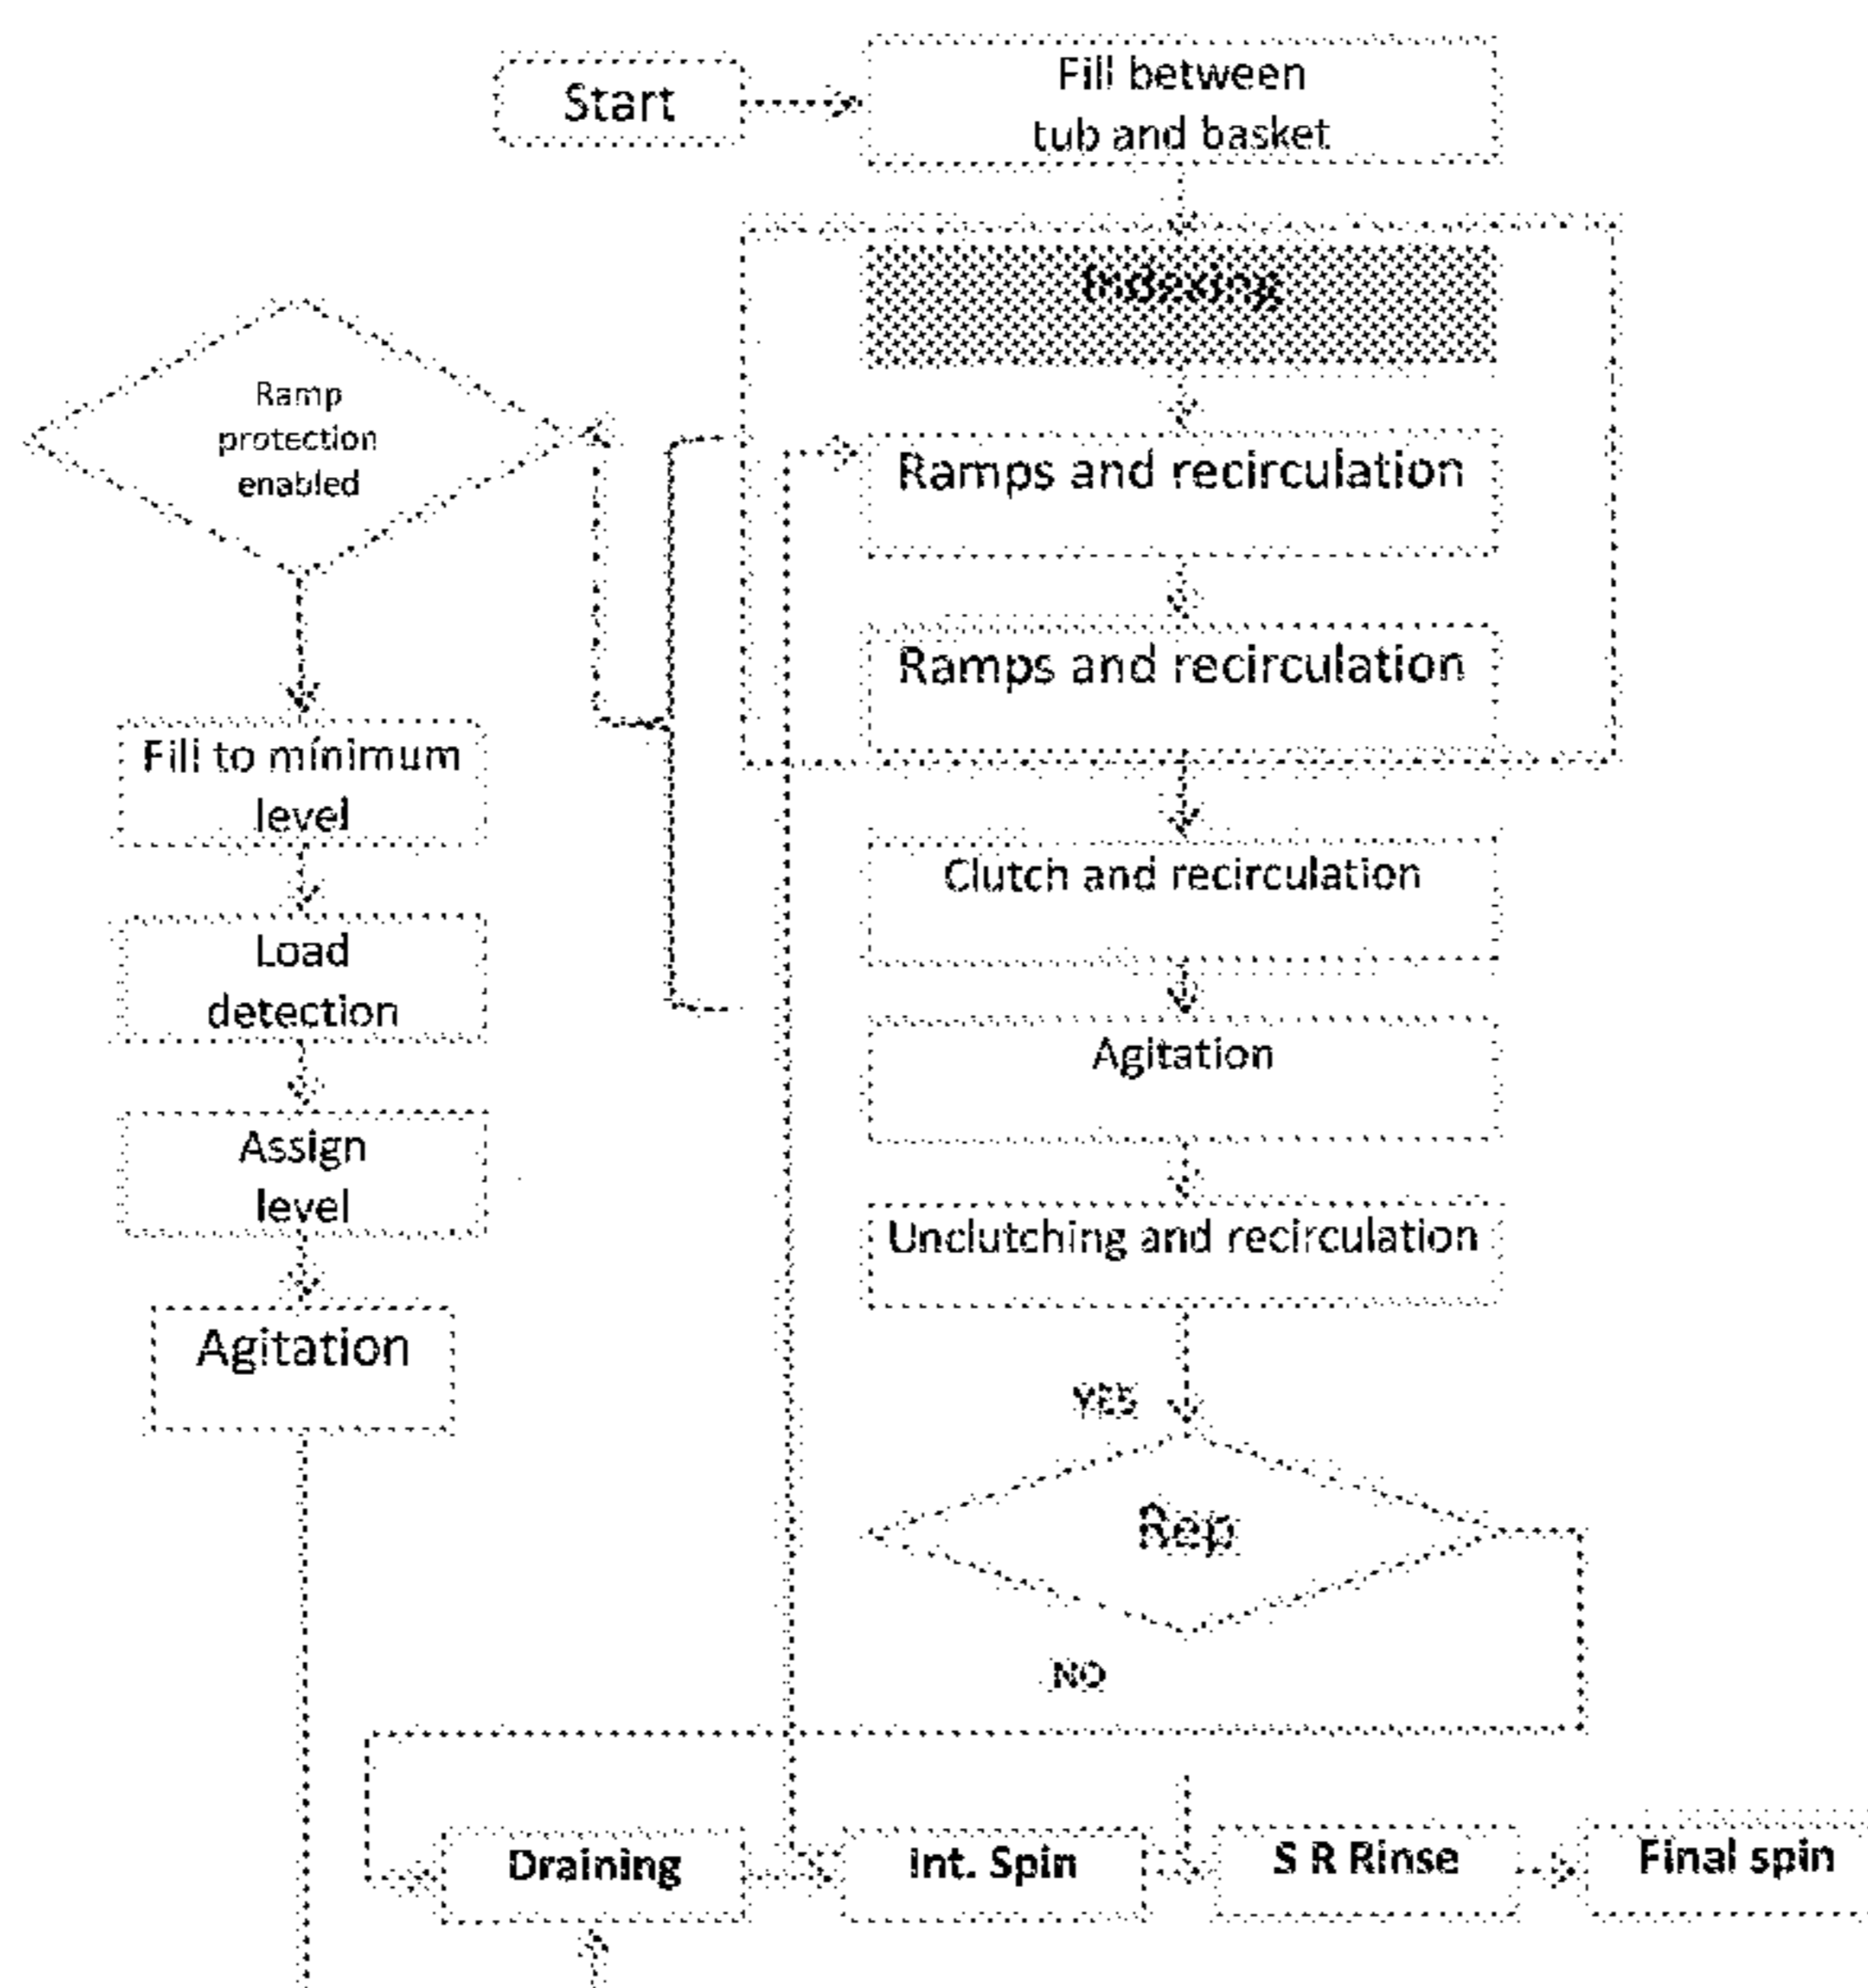 Start
Fill between
tub and basket
Indexing
Ramps and recirculation
Ramps and recirculation
Clutch and recirculation
Agitation
Unclutching and recirculation
YES
Rep
NO
Ramp
protection
enabled
Fill to mínimum
level
Load
detection
Assign
level
Agitation
Draining
Int. Spin
S R Rinse
Final spin